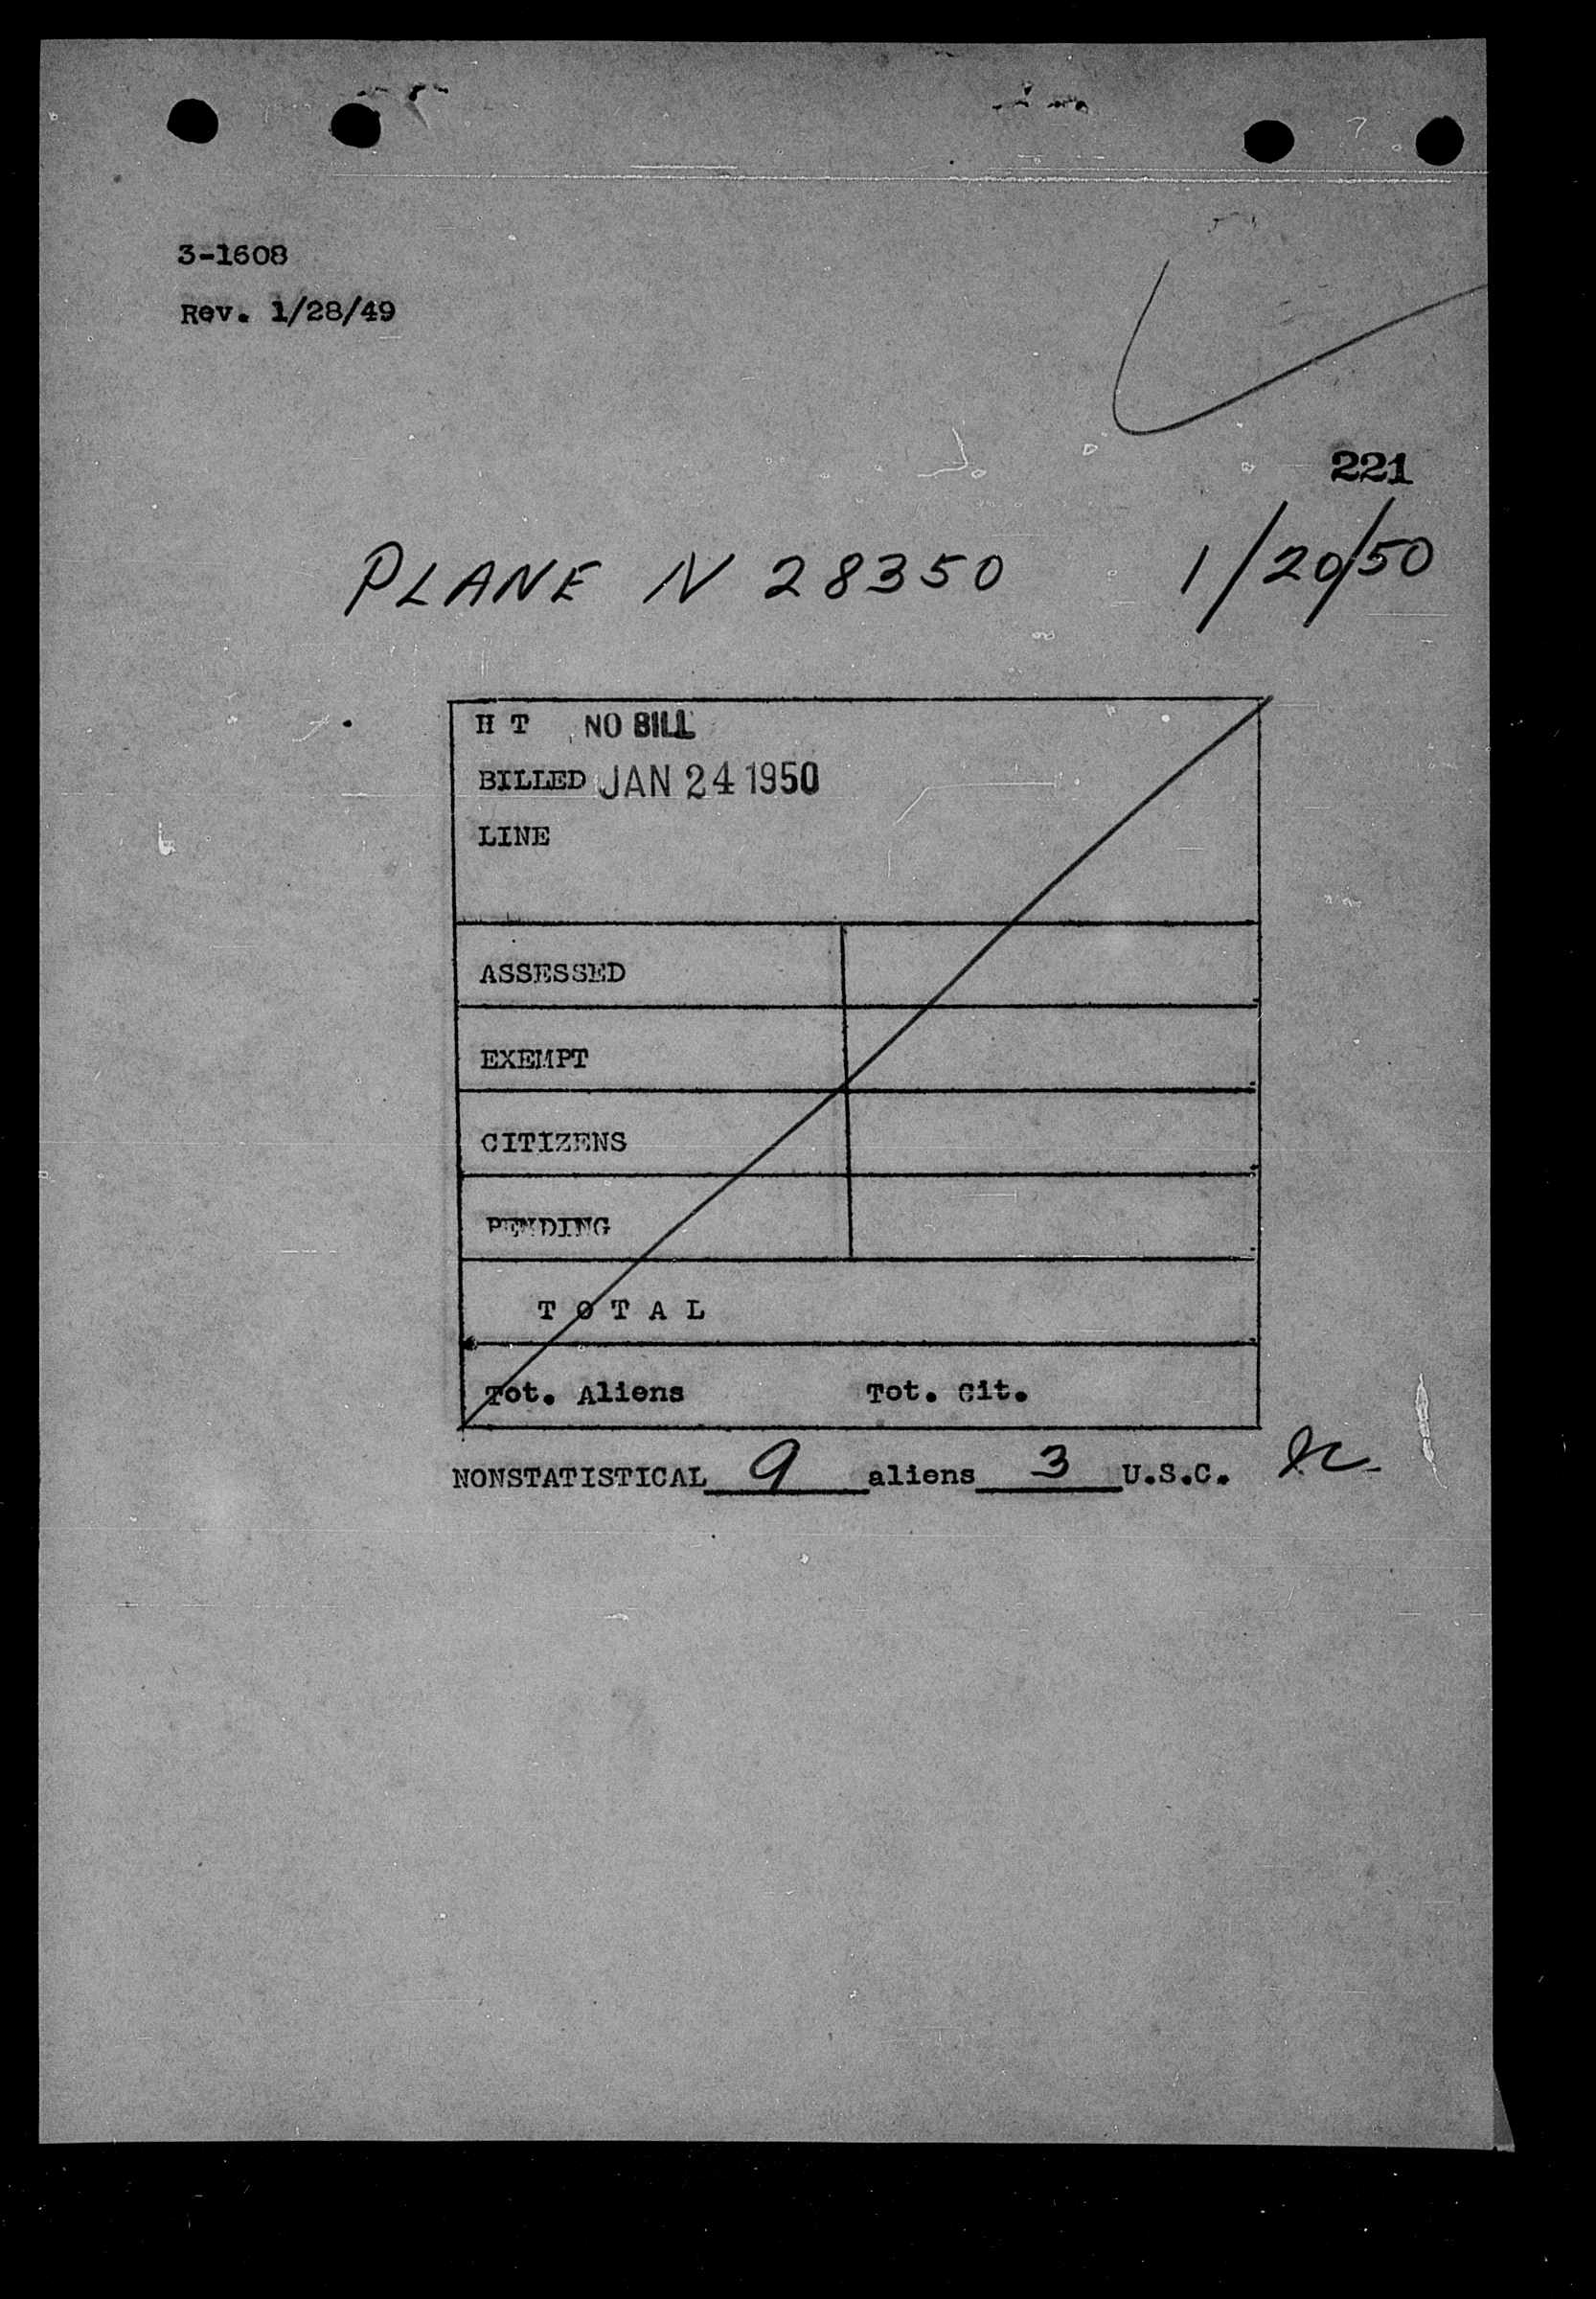 3-1608
Rev. 1/28/49
221
PLANE N 28350 1/20/50
H T NO BILL
BILLED JAN 24 1950
LINE
ASSESSED
EXEMPT
CITIZENS
PENDING
T O T A L
Tot. Aliens Tot. Cit.
NONSTATISTICAL 9 aliens 3 U.S.C.